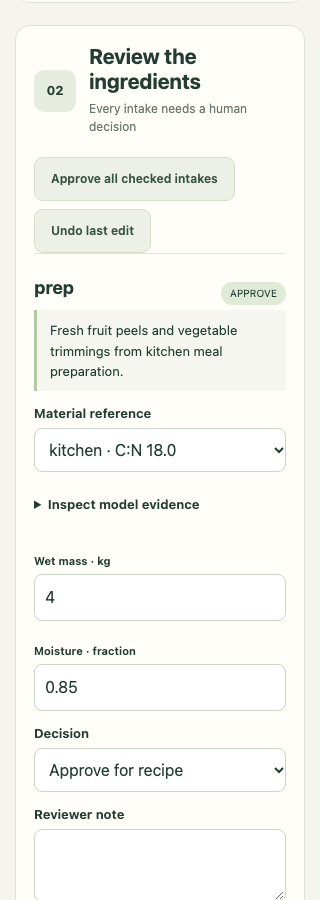 02
Review the
ingredients
Every intake needs a human
decision
Approve all checked intakes
Undo last edit
prep
APPROVE
Fresh fruit peels and vegetable
trimmings from kitchen meal
preparation.
Material reference
kitchen · C:N 18.0
Inspect model evidence
Wet mass · kg
4
Moisture · fraction
0.85
Decision
Approve for recipe
Reviewer note